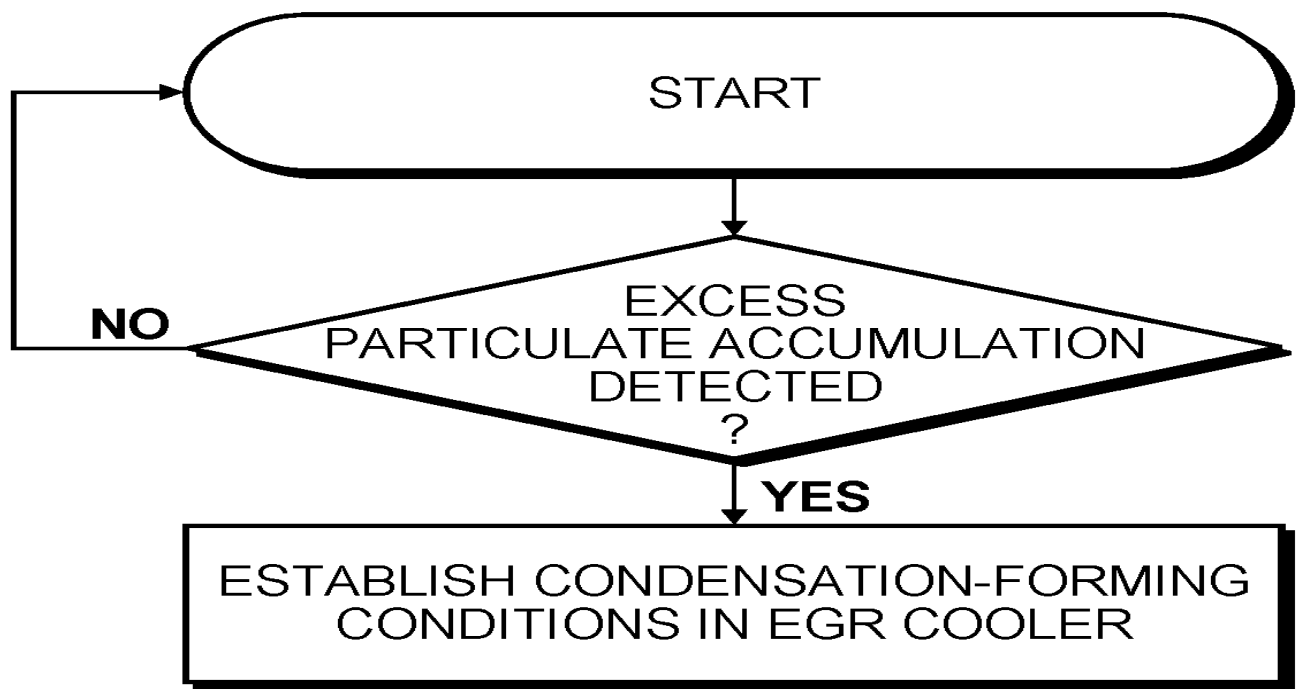 START
EXCESS
PARTICULATE ACCUMULATION
DETECTED
?
NO
YES
ESTABLISH CONDENSATION-FORMING
CONDITIONS IN EGR COOLER